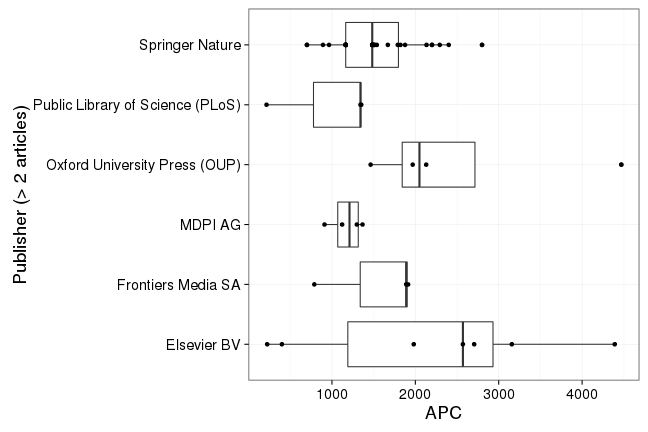 Publisher (> 2 articles)
Springer Nature
Public Library of Science (PLoS)
Oxford University Press (OUP)
MDPI AG
Frontiers Media SA
Elsevier BV
1000 2000 3000 4000
APC